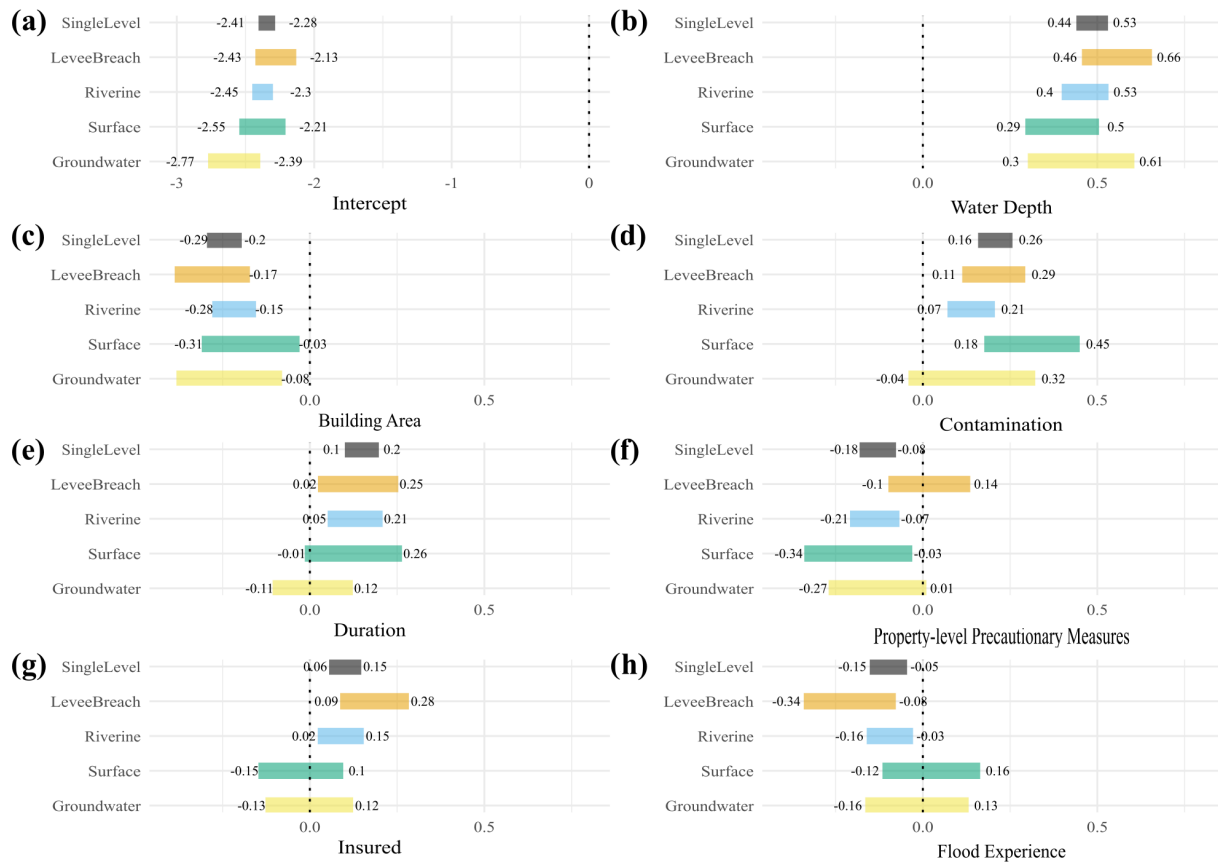 (a)
SingleLevel -2.41 -2.28
LeveeBreach -2.43 -2.13
Riverine -2.45 -2.3
Surface -2.55 -2.21
Groundwater -2.77 -2.39
-3 -2 -1 0
Intercept
(b)
SingleLevel 0.44 0.53
LeveeBreach 0.46 0.66
Riverine 0.4 0.53
Surface 0.29 0.5
Groundwater 0.3 0.61
0.0 0.5
Water Depth
(c)
SingleLevel -0.29 -0.2
LeveeBreach -0.17
Riverine -0.28 -0.15
Surface -0.31 -0.03
Groundwater -0.08
0.0 0.5
Building Area
(d)
SingleLevel 0.16 0.26
LeveeBreach 0.11 0.29
Riverine 0.07 0.21
Surface 0.18 0.45
Groundwater -0.04 0.32
0.0 0.5
Contamination
(e)
SingleLevel 0.1 0.2
LeveeBreach 0.02 0.25
Riverine 0.05 0.21
Surface -0.01 0.26
Groundwater -0.11 0.12
0.0 0.5
Duration
(f)
SingleLevel -0.18 -0.08
LeveeBreach -0.1 0.14
Riverine -0.21 -0.07
Surface -0.34 -0.03
Groundwater -0.27 0.01
0.0 0.5
Property-level Precautionary Measures
(g)
SingleLevel 0.06 0.15
LeveeBreach 0.09 0.28
Riverine 0.02 0.15
Surface -0.15 0.1
Groundwater -0.13 0.12
0.0 0.5
Insured
(h)
SingleLevel -0.15 -0.05
LeveeBreach -0.34 -0.08
Riverine -0.16 -0.03
Surface -0.12 0.16
Groundwater -0.16 0.13
0.0 0.5
Flood Experience